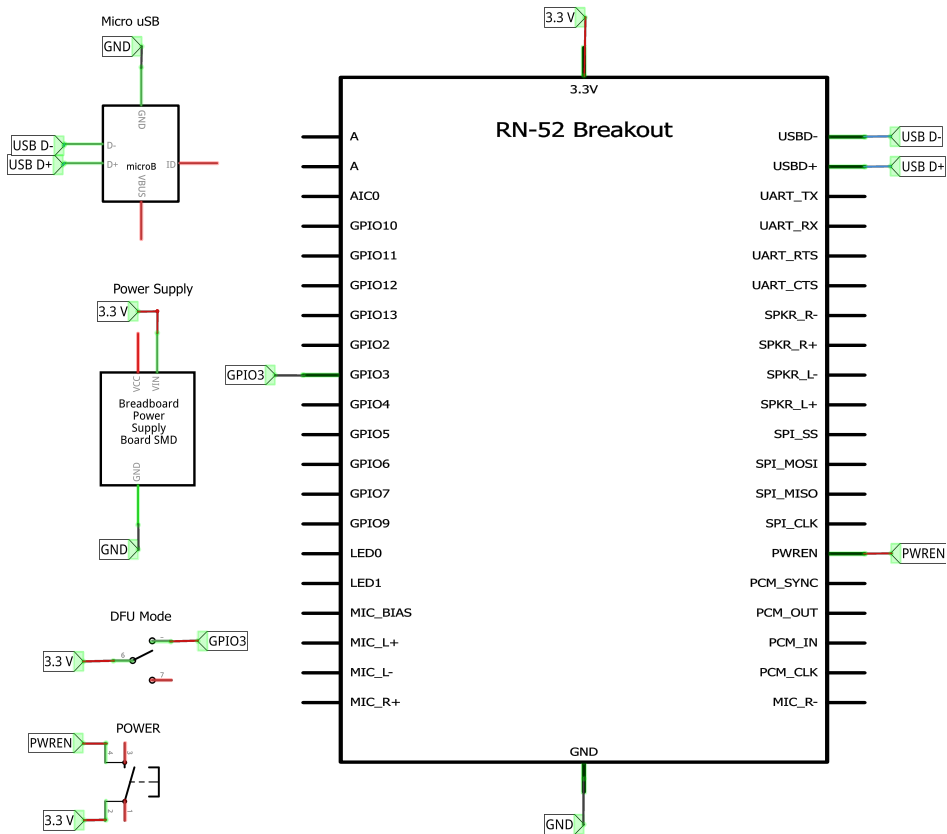 Micro uSB
GND
GND
USB D-
D-
USB D+
D+
microB
ID
VBUS
Power Supply
3.3 V
VCC
VIN
Breadboard
Power
Supply
Board SMD
GND
GND
DFU Mode
GPIO3
3.3 V
6
7
POWER
PWREN
4
3
3.3 V
2
1
3.3 V
3.3V
RN-52 Breakout
A
A
AIC0
GPIO10
GPIO11
GPIO12
GPIO13
GPIO2
GPIO3
GPIO3
GPIO4
GPIO5
GPIO6
GPIO7
GPIO9
LED0
LED1
MIC_BIAS
MIC_L+
MIC_L-
MIC_R+
USBD-
USB D-
USBD+
USB D+
UART_TX
UART_RX
UART_RTS
UART_CTS
SPKR_R-
SPKR_R+
SPKR_L-
SPKR_L+
SPI_SS
SPI_MOSI
SPI_MISO
SPI_CLK
PWREN
PWREN
PCM_SYNC
PCM_OUT
PCM_IN
PCM_CLK
MIC_R-
GND
GND